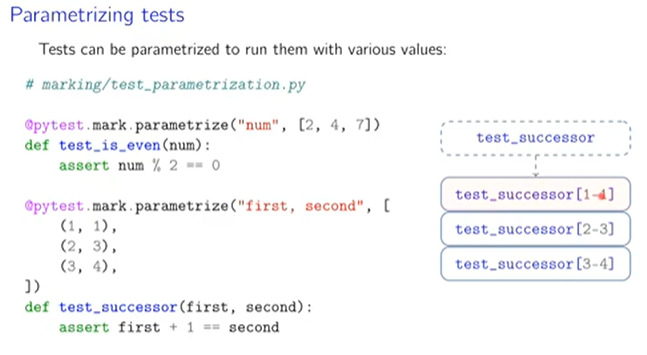 Parametrizing tests
Tests can be parametrized to run them with various values:
# marking/test_parametrization.py
@pytest.mark.parametrize("num", [2, 4, 7])
def test_is_even(num):
    assert num % 2 == 0
@pytest.mark.parametrize("first, second", [
    (1, 1),
    (2, 3),
    (3, 4),
])
def test_successor(first, second):
    assert first + 1 == second
test_successor
test_successor[1-1]
test_successor[2-3]
test_successor[3-4]